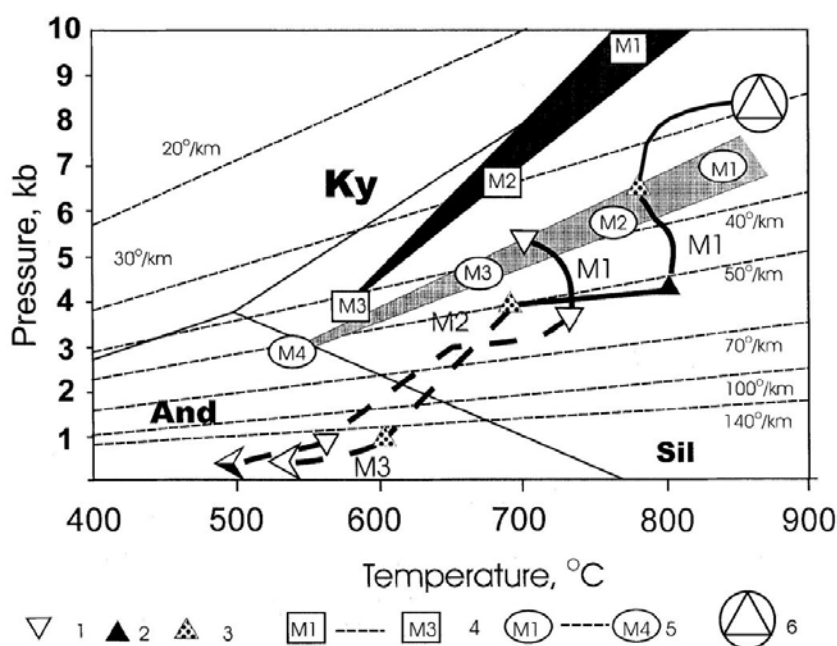 10
9
8
7
6
5
4
3
2
1
Pressure, kb
20°/km
30°/km
40°/km
50°/km
70°/km
100°/km
140°/km
Ky
And
Sil
M1
M2
M3
M1
M2
M3
M4
M1
M1
M2
M3
400 500 600 700 800 900
Temperature, °C
1 2 3 M1 M3 4 M1 M4 5 6